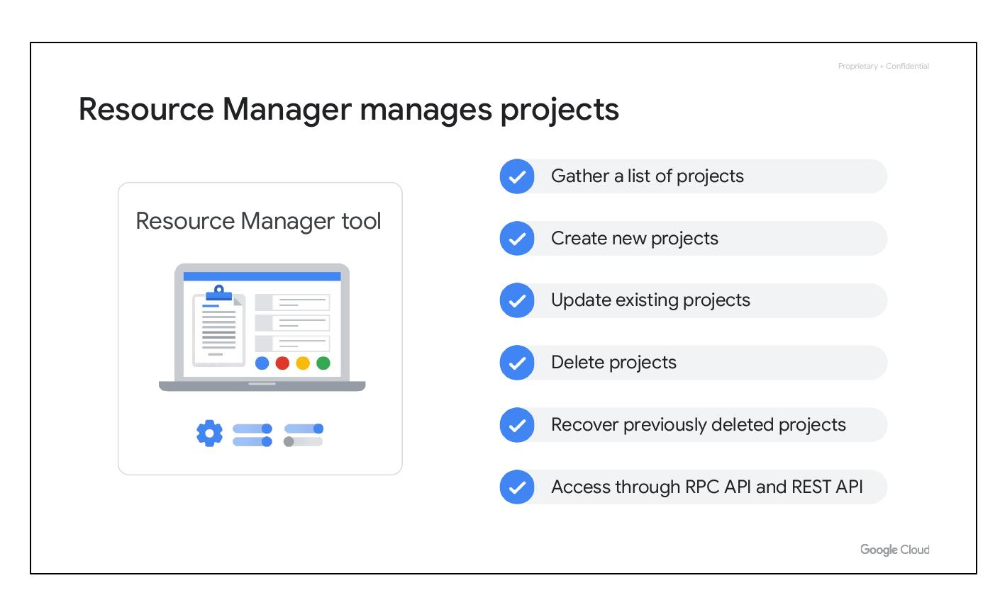 Proprietary + Confidential
Resource Manager manages projects
Resource Manager tool
Gather a list of projects
Create new projects
Update existing projects
Delete projects
Recover previously deleted projects
Access through RPC API and REST API
Google Cloud